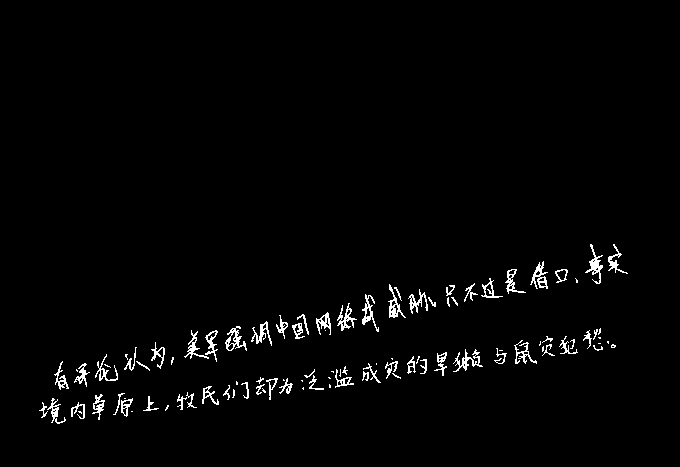 有评论认为,美军强调中国网络武威胁,只不过是借口、事实
境内草原上,牧民们却为泛滥成灾的旱獭与鼠灾犯愁。